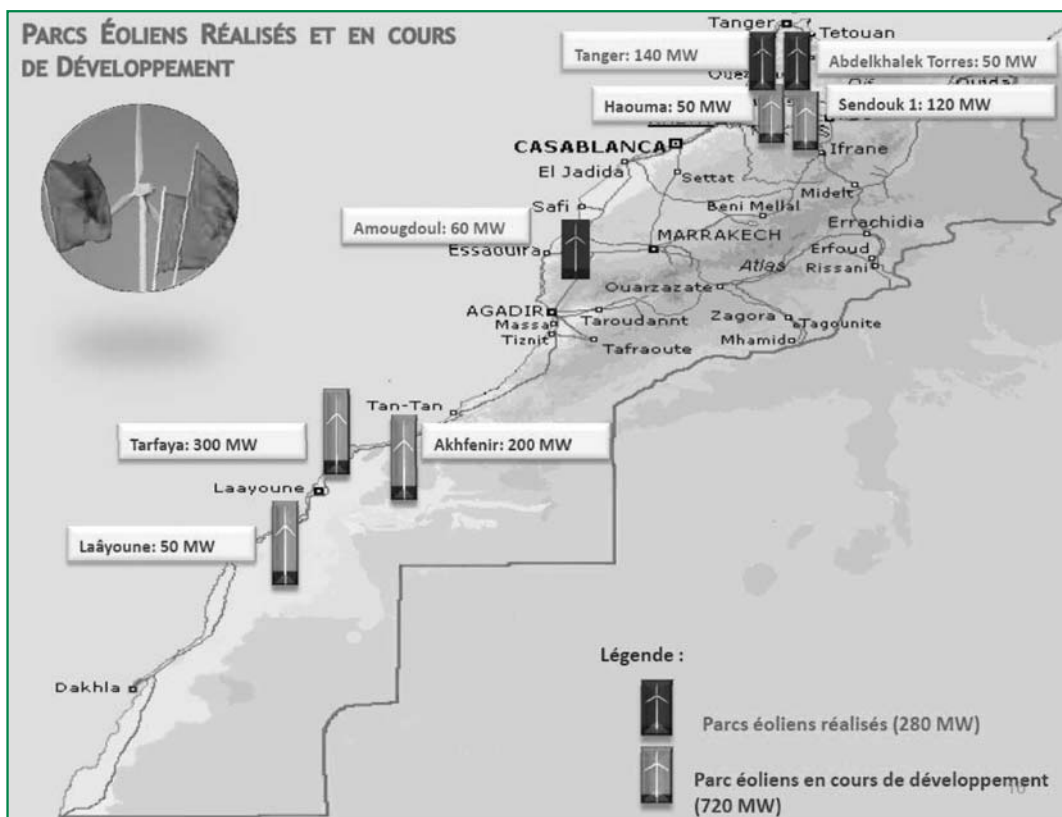 PARCS ÉOLIENS RÉALISÉS ET EN COURS
DE DÉVELOPPEMENT
Tanger
Tetouan
Tanger: 140 MW
Abdelkhalek Torres: 50 MW
Haouma: 50 MW
Sendouk 1: 120 MW
CASABLANCA
Ifrane
El Jadida
Settat
Midelt
Safi
Beni Mellal
Amougdoul: 60 MW
Errachidia
Essaouira
MARRAKECH
Erfoud
Atlas
Rissani
Ouarzazate
AGADIR
Taroudannt
Zagora
Massa
Tagounite
Tiznit
Tafraoute
Mhamid
Tan-Tan
Tarfaya: 300 MW
Akhfenir: 200 MW
Laayoune
Laâyoune: 50 MW
Dakhla
Légende :
Parcs éoliens réalisés (280 MW)
Parc éoliens en cours de développement
(720 MW)